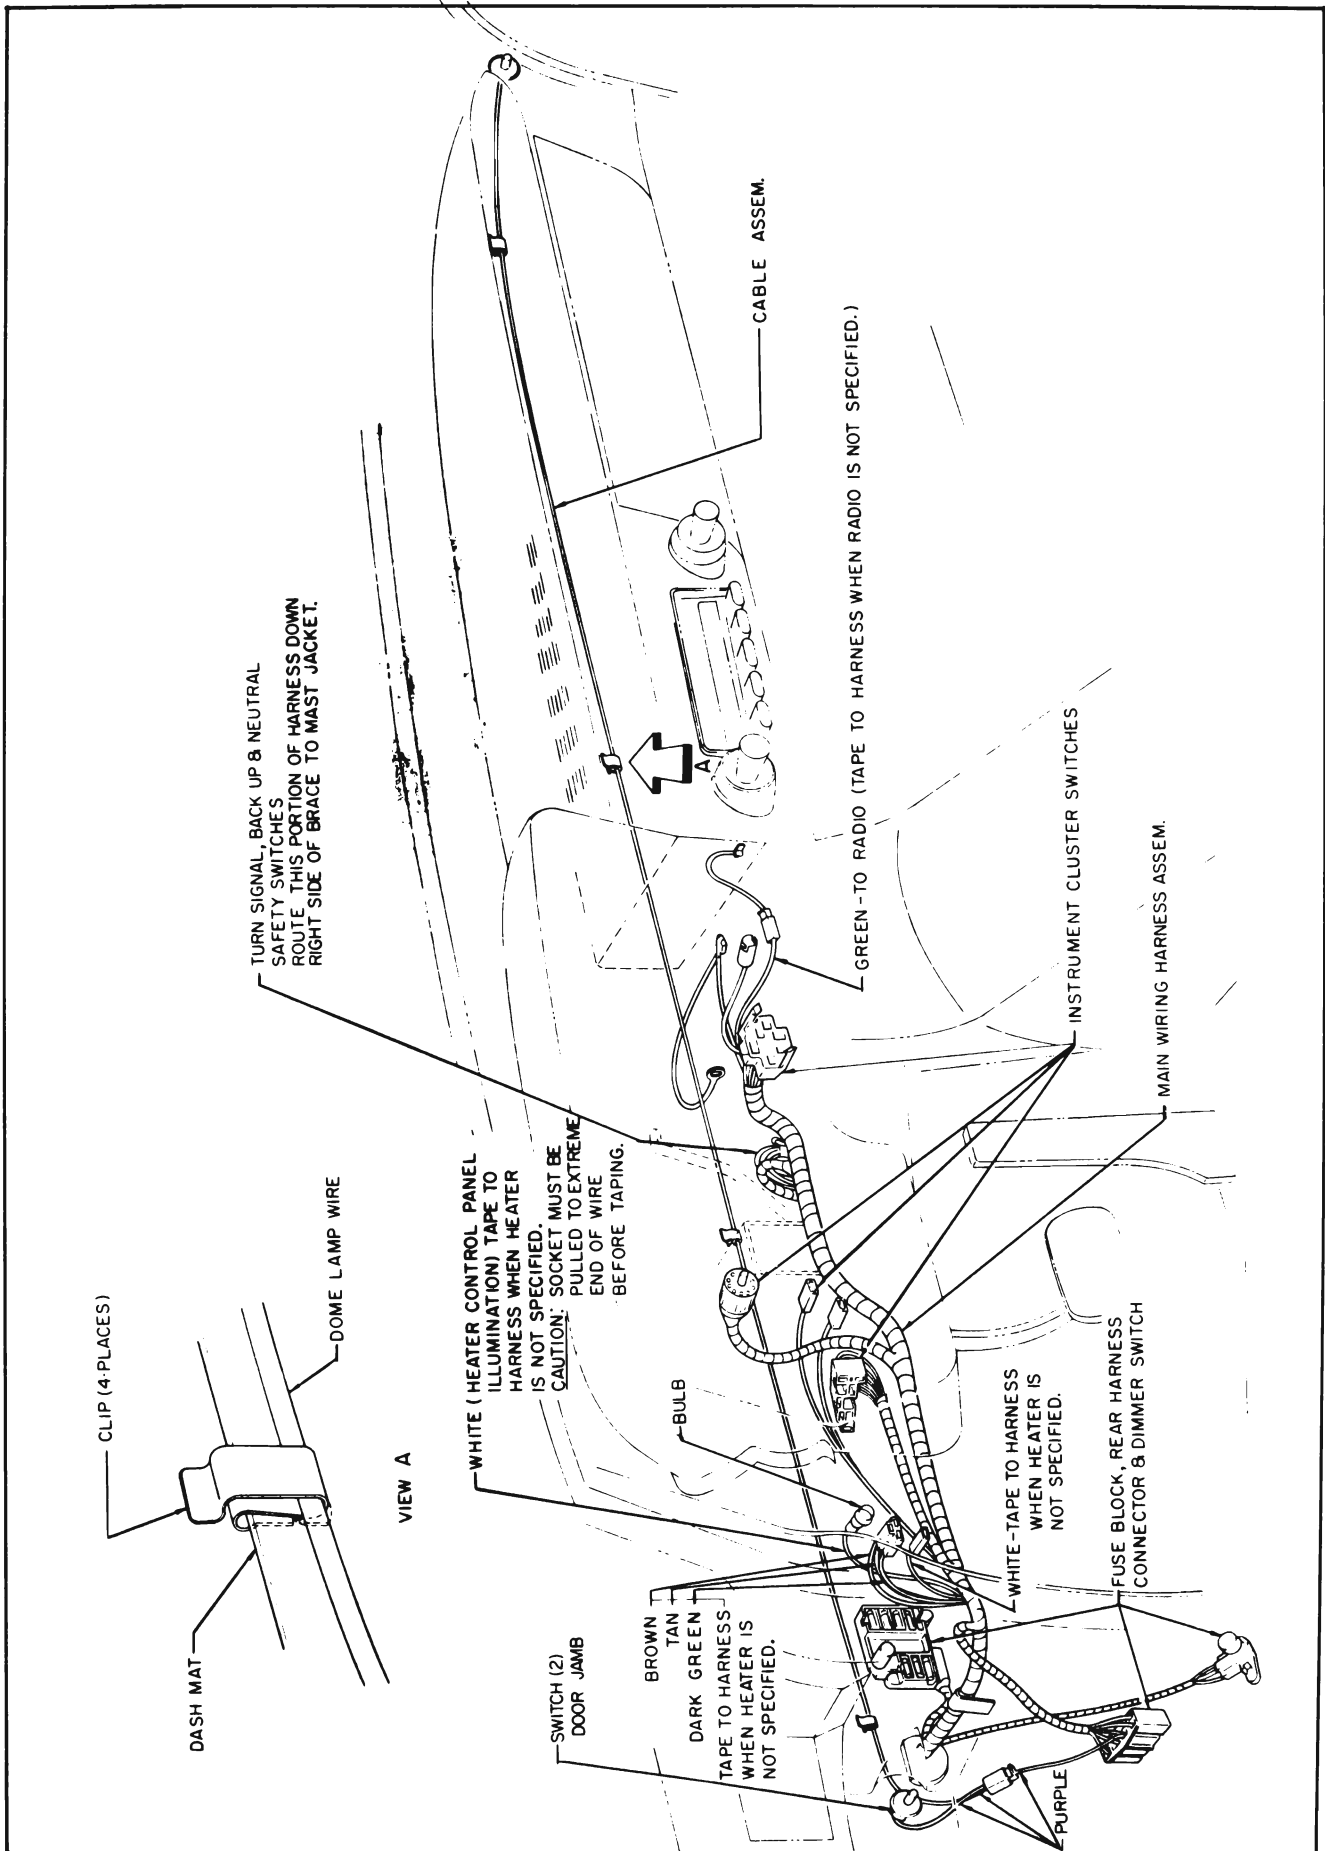 CLIP (4-PLACES)
DASH MAT
DOME LAMP WIRE
VIEW A
TURN SIGNAL, BACK UP & NEUTRAL
SAFETY SWITCHES
ROUTE THIS PORTION OF HARNESS DOWN
RIGHT SIDE OF BRACE TO MAST JACKET.
WHITE (HEATER CONTROL PANEL
ILLUMINATION) TAPE TO
HARNESS WHEN HEATER
IS NOT SPECIFIED.
CAUTION: SOCKET MUST BE
PULLED TO EXTREME
END OF WIRE
BEFORE TAPING.
BULB
SWITCH (2)
DOOR JAMB
BROWN
TAN
DARK GREEN
TAPE TO HARNESS
WHEN HEATER IS
NOT SPECIFIED.
A
CABLE ASSEM.
GREEN-TO RADIO (TAPE TO HARNESS WHEN RADIO IS NOT SPECIFIED.)
INSTRUMENT CLUSTER SWITCHES
MAIN WIRING HARNESS ASSEM.
WHITE-TAPE TO HARNESS
WHEN HEATER IS
NOT SPECIFIED.
FUSE BLOCK, REAR HARNESS
CONNECTOR & DIMMER SWITCH
PURPLE